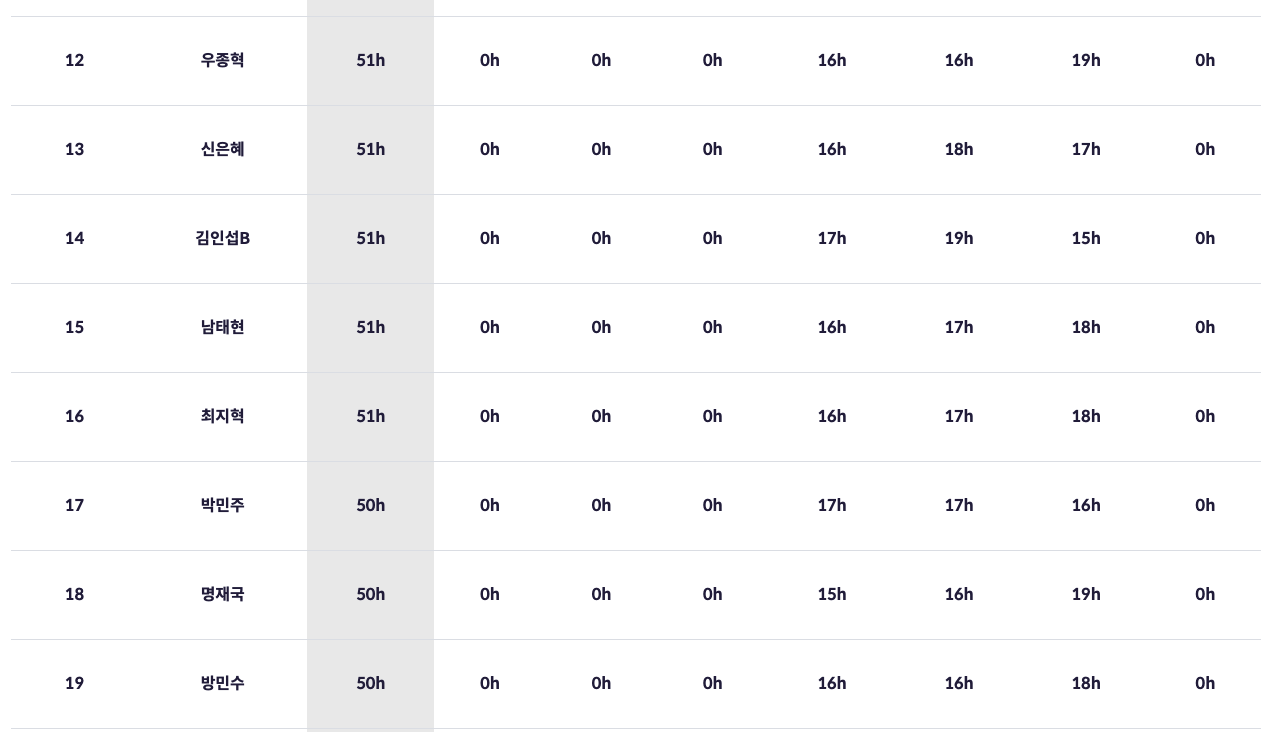 12 우종혁 51h 0h 0h 0h 16h 16h 19h 0h
13 신은혜 51h 0h 0h 0h 16h 18h 17h 0h
14 김인섭B 51h 0h 0h 0h 17h 19h 15h 0h
15 남태현 51h 0h 0h 0h 16h 17h 18h 0h
16 최지혁 51h 0h 0h 0h 16h 17h 18h 0h
17 박민주 50h 0h 0h 0h 17h 17h 16h 0h
18 명재국 50h 0h 0h 0h 15h 16h 19h 0h
19 방민수 50h 0h 0h 0h 16h 16h 18h 0h